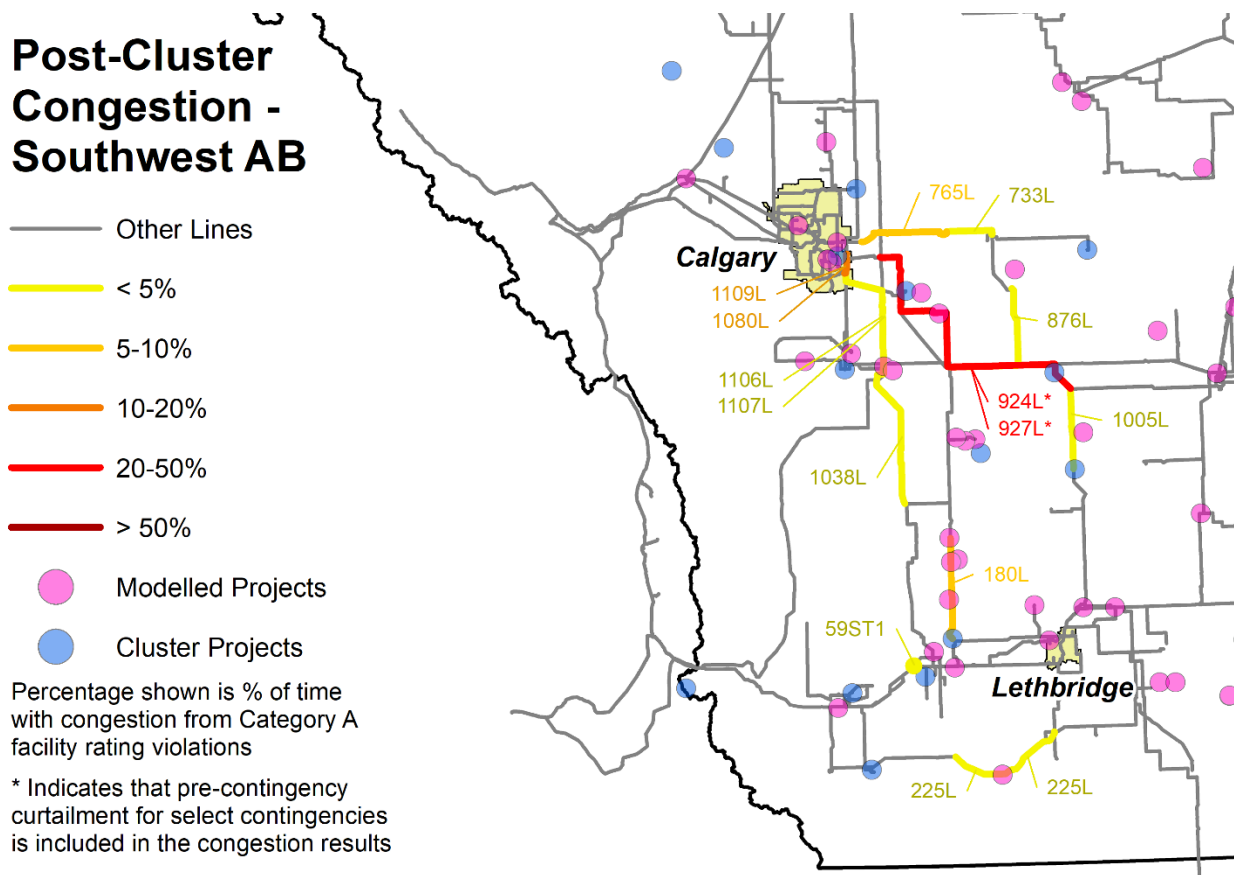 Post-Cluster
Congestion -
Southwest AB
Other Lines
< 5%
5-10%
10-20%
20-50%
> 50%
Modelled Projects
Cluster Projects
Percentage shown is % of time
with congestion from Category A
facility rating violations
* Indicates that pre-contingency
curtailment for select contingencies
is included in the congestion results
765L
733L
Calgary
1109L
1080L
876L
1106L
1107L
924L*
927L*
1005L
1038L
180L
59ST1
Lethbridge
225L
225L